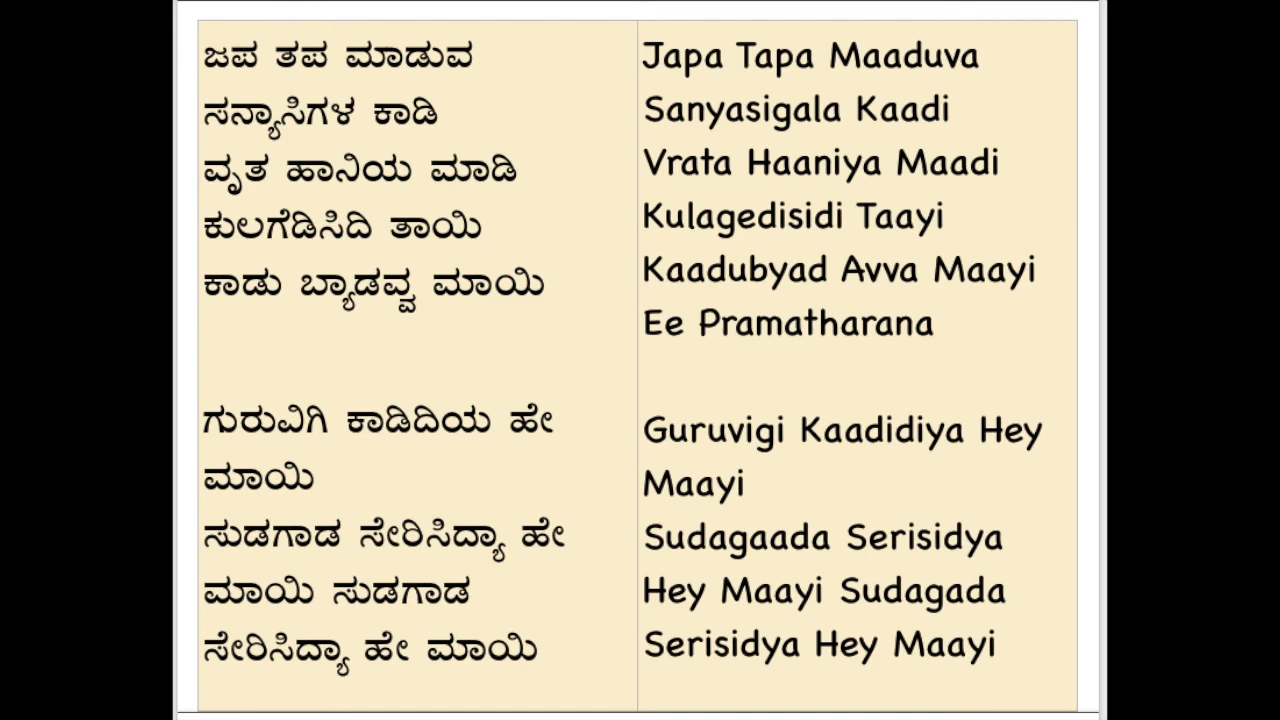 ಜಪ ತಪ ಮಾಡುವ
ಸನ್ಯಾಸಿಗಳ ಕಾಡಿ
ವೃತ ಹಾನಿಯ ಮಾಡಿ
ಕುಲಗೆಡಿಸಿದಿ ತಾಯಿ
ಕಾಡು ಬ್ಯಾಡವ್ವ ಮಾಯಿ
ಗುರುವಿಗಿ ಕಾಡಿದಿಯ ಹೇ
ಮಾಯಿ
ಸುಡಗಾಡ ಸೇರಿಸಿದ್ಯಾ ಹೇ
ಮಾಯಿ ಸುಡಗಾಡ
ಸೇರಿಸಿದ್ಯಾ ಹೇ ಮಾಯಿ
Japa Tapa Maaduva
Sanyasigala Kaadi
Vrata Haaniya Maadi
Kulagedisidi Taayi
Kaadubyad Avva Maayi
Ee Pramatharana
Guruvigi Kaadidiya Hey
Maayi
Sudagaada Serisidya
Hey Maayi Sudagada
Serisidya Hey Maayi